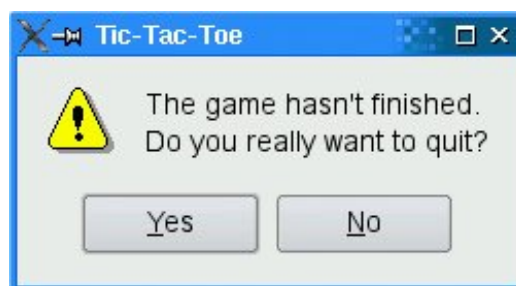 Tic-Tac-Toe
The game hasn't finished.
Do you really want to quit?
Yes
No